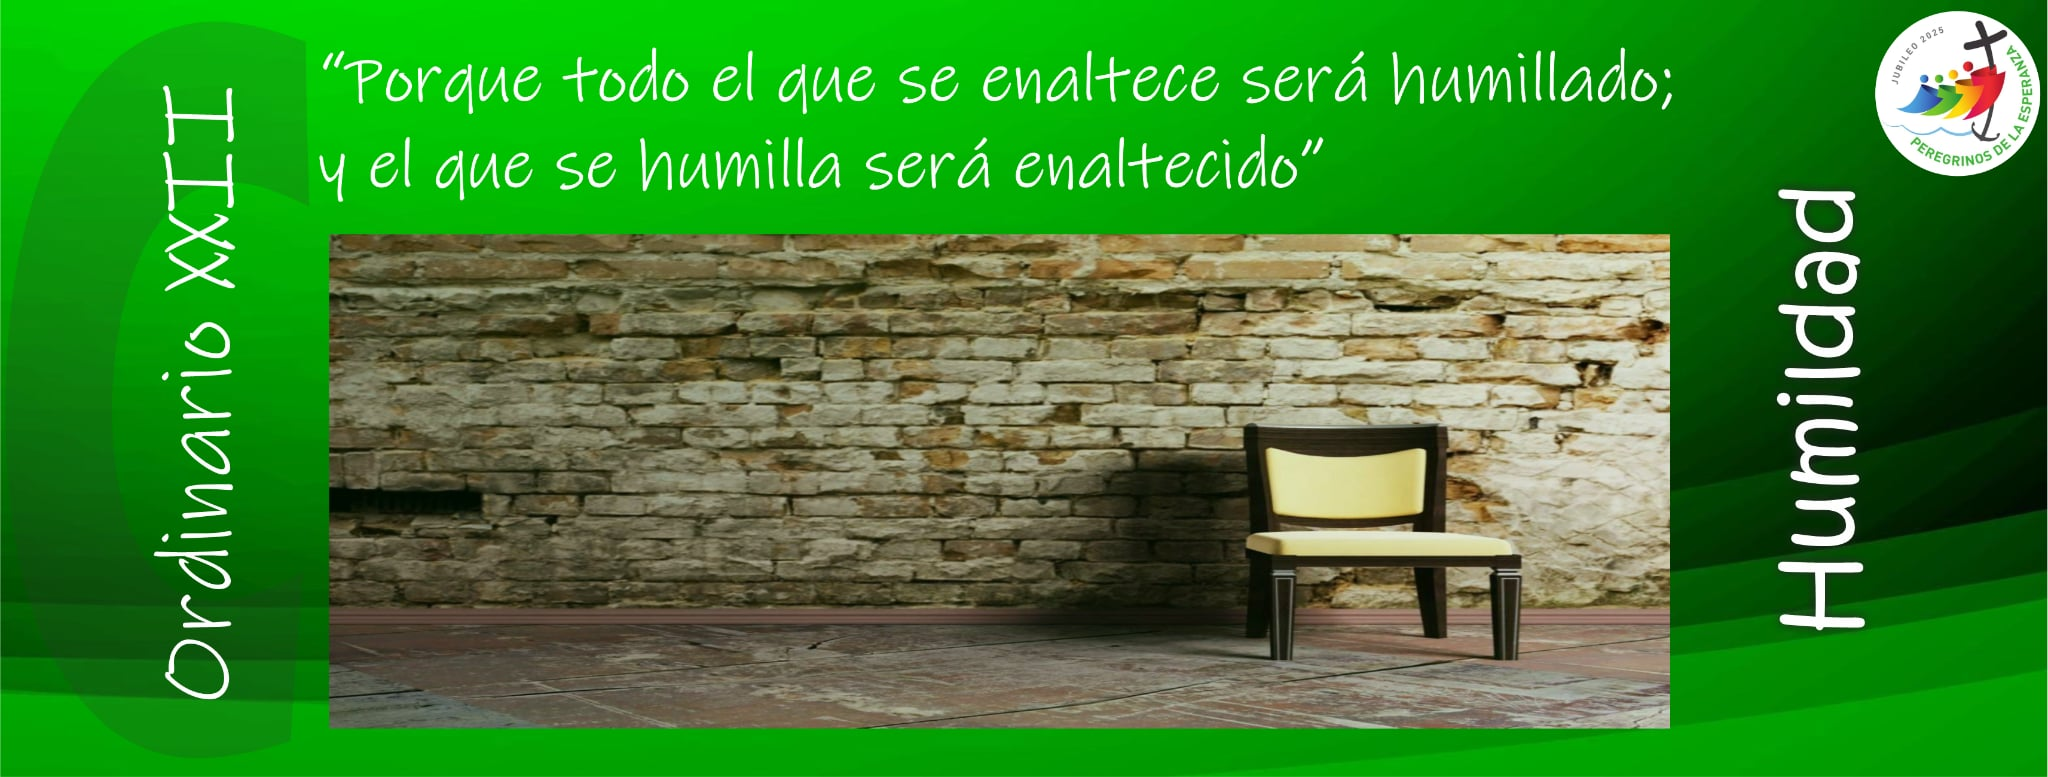 C
Ordinario XXII
“Porque todo el que se enaltece será humillado;
y el que se humilla será enaltecido”
Humildad
JUBILEO 2025
PEREGRINOS DE LA ESPERANZA